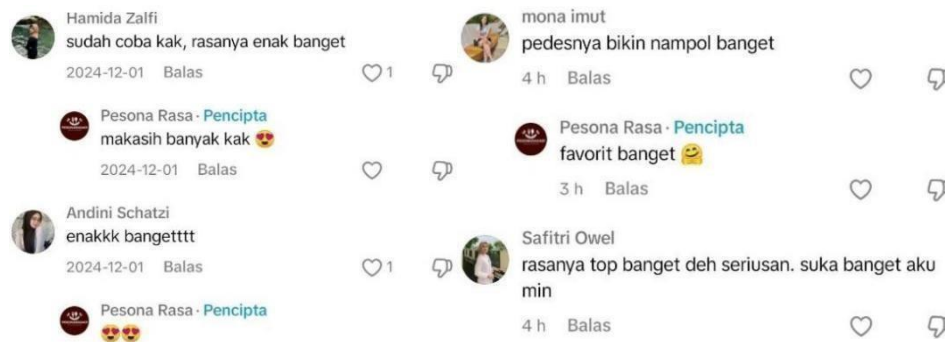 Hamida Zalfi
sudah coba kak, rasanya enak banget
2024-12-01 Balas 1
Pesona Rasa · Pencipta
makasih banyak kak 😍
2024-12-01 Balas
Andini Schatzi
enakkk bangetttt
2024-12-01 Balas 1
Pesona Rasa · Pencipta
😍😍
mona imut
pedesnya bikin nampol banget
4 h Balas
Pesona Rasa · Pencipta
favorit banget 🤗
3 h Balas
Safitri Owel
rasanya top banget deh seriusan. suka banget aku
min
4 h Balas